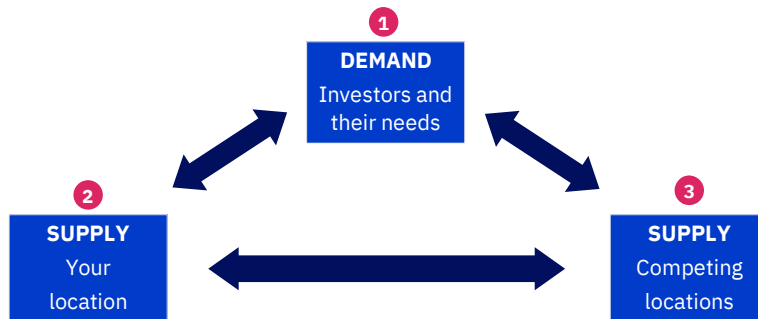 1
DEMAND
Investors and
their needs
2
SUPPLY
Your
location
3
SUPPLY
Competing
locations